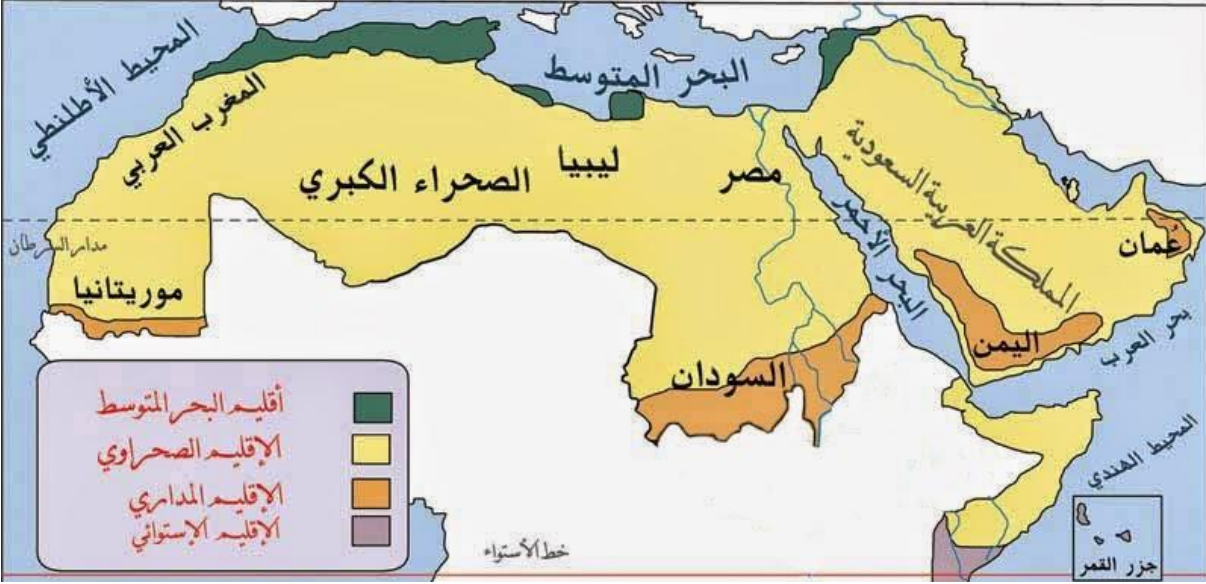 المحيط الأطلنطي
البحر المتوسط
المغرب العربي
الصحراء الكبري
ليبيا
مصر
المملكة العربية السعودية
البحر الأحمر
عُمان
مدار السرطان
موريتانيا
بحر العرب
اليمن
السودان
أقليم البحر المتوسط
الإقليم الصحراوي
الإقليم المداري
الإقليم الإستوائي
المحيط الهندي
خط الأستواء
جزر القمر